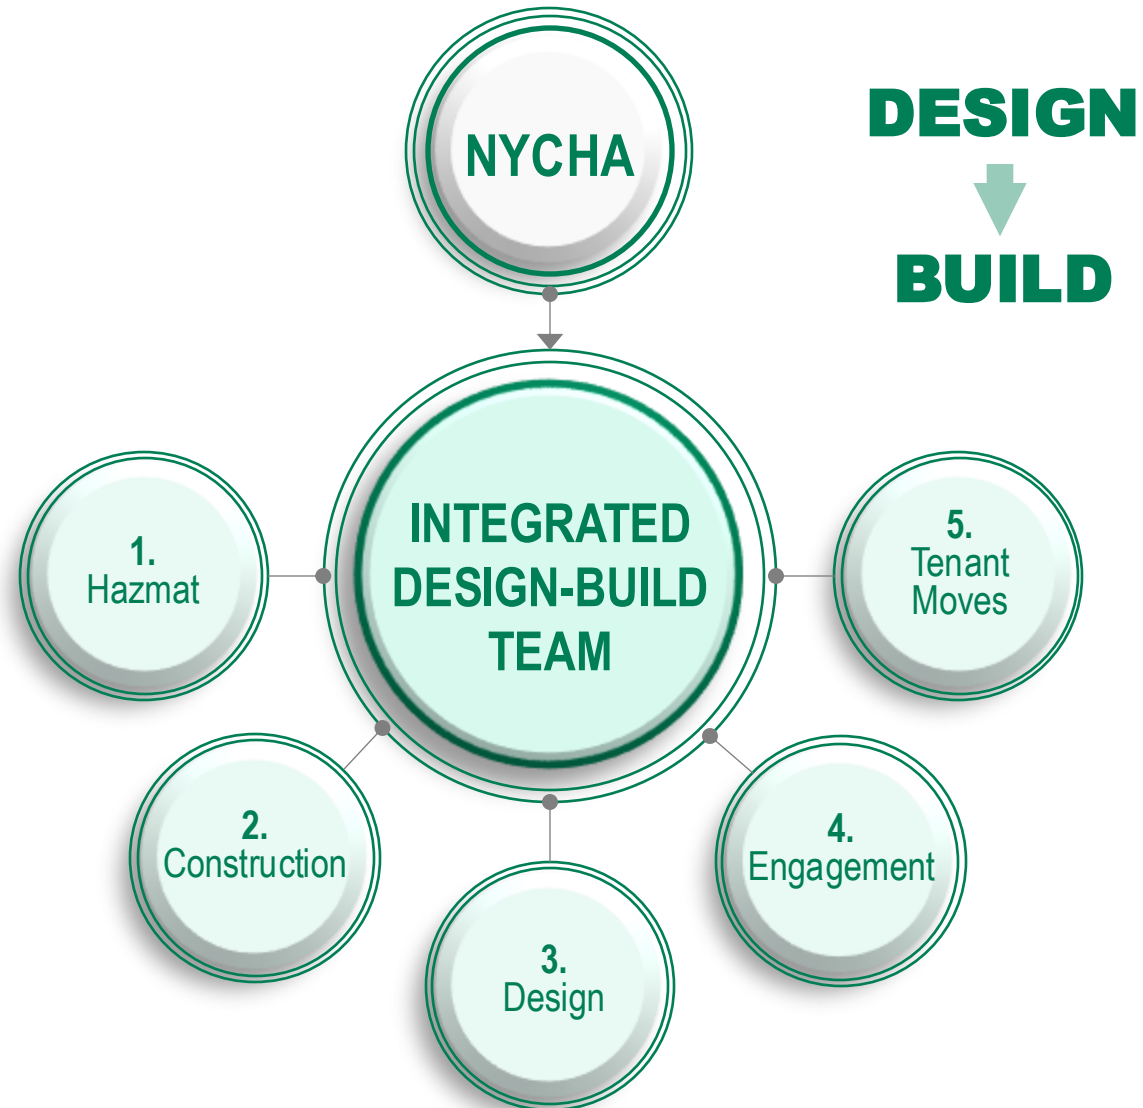 NYCHA
DESIGN
BUILD
INTEGRATED
DESIGN-BUILD
TEAM
1.
Hazmat
2.
Construction
3.
Design
4.
Engagement
5.
Tenant
Moves